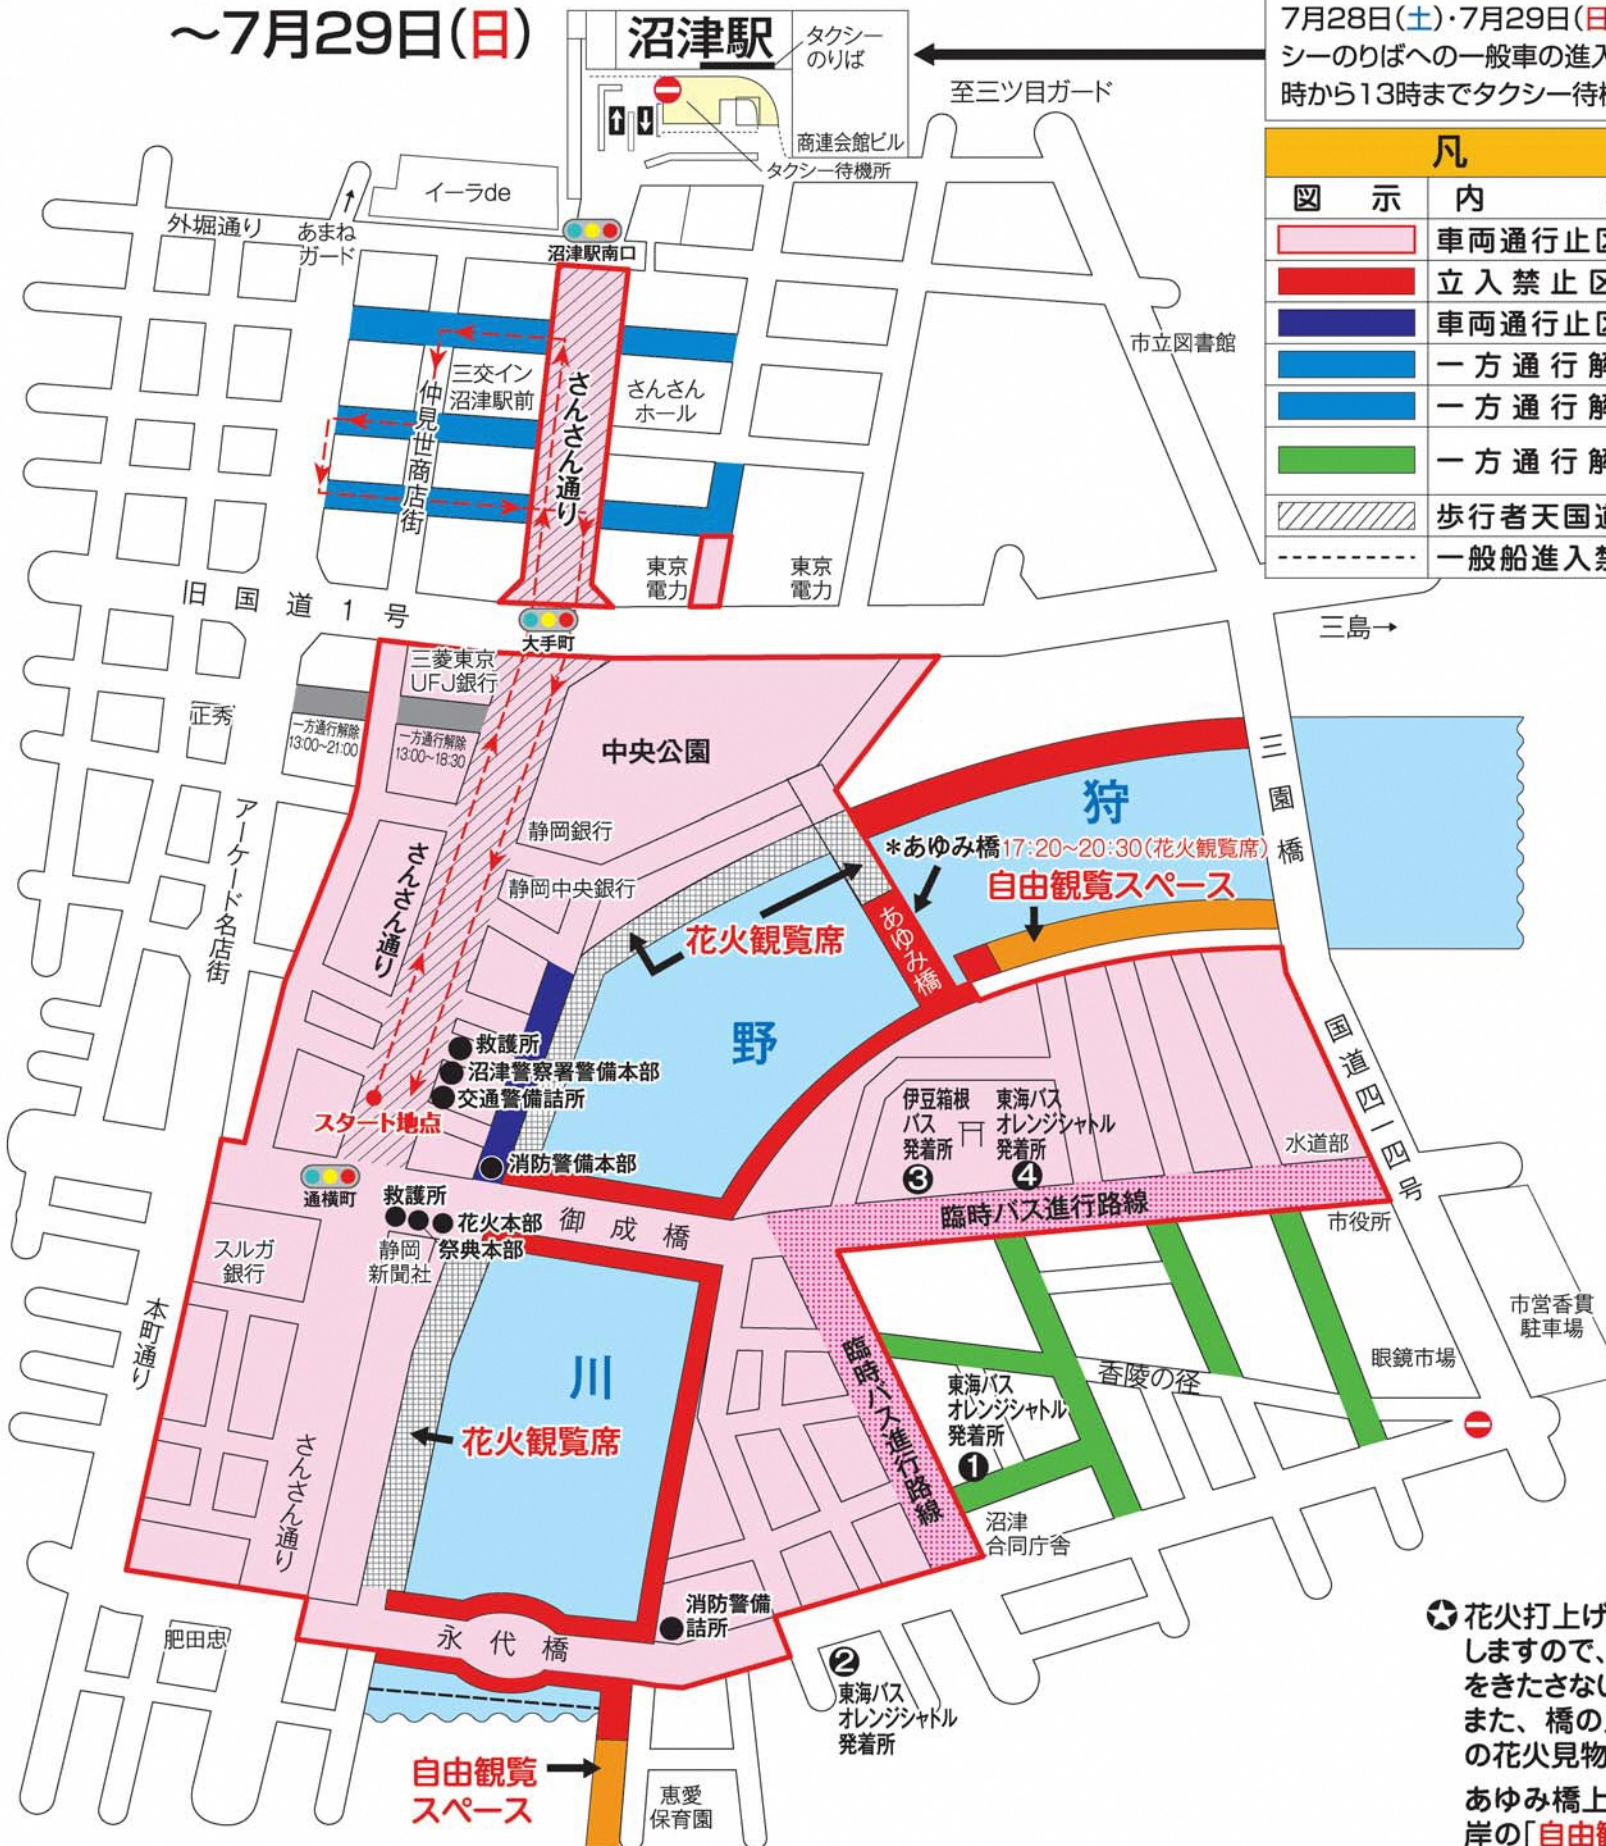 ～7月29日(日)
沼津駅
タクシー
のりば
7月28日(土)・7月29日(日
シーのりばへの一般車の進入
時から13時までタクシー待機
至三ツ目ガード
商連会館ビル
タクシー待機所
凡
図 示 内
車両通行止区
立入禁止区
車両通行止区
一方通行解
一方通行解
一方通行解
歩行者天国道
一般船進入禁
イーラde
外堀通り
あまね
ガード
沼津駅南口
市立図書館
三交イン
沼津駅前
さんさん
ホール
仲見世商店街
さんさん通り
東京
電力
東京
電力
旧国道1号
大手町
三島→
三菱東京
UFJ銀行
正秀
一方通行解除
13:00~21:00
一方通行解除
13:00~18:30
中央公園
三園橋
狩
アーケード名店街
静岡銀行
*あゆみ橋17:20~20:30(花火観覧席)
自由観覧スペース
さんさん通り
静岡中央銀行
花火観覧席
あゆみ橋
野
国道四一四号
救護所
沼津警察署警備本部
交通警備詰所
スタート地点
伊豆箱根
バス
発着所
❸
東海バス
オレンジシャトル
発着所
❹
水道部
消防警備本部
通横町
救護所
花火本部
祭典本部
御成橋
臨時バス進行路線
市役所
スルガ
銀行
静岡
新聞社
本町通り
川
臨時バス進行路線
市営香貫
駐車場
眼鏡市場
香陵の径
東海バス
オレンジシャトル
発着所
❶
花火観覧席
さんさん通り
沼津
合同庁舎
消防警備
詰所
肥田忠
永代橋
❷
東海バス
オレンジシャトル
発着所
自由観覧
スペース
恵愛
保育園
✪花火打上げ
しますので、
をきたさない
また、橋の
の花火見物
あゆみ橋上
岸の「自由観